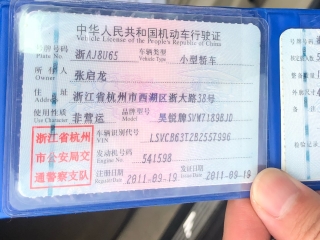 中华人民共和国机动车行驶证
Vehicle License of the People's Republic of China
号牌号码 Plate No. 浙AJ8U65 车辆类型 Vehicle Type 小型轿车
所有人 Owner 张启龙
住址 浙江省杭州市西湖区浙大路38号
使用性质 Use Character 非营运 品牌型号 昊锐牌SVW71898JD
浙江省杭州市公安局交通警察支队
车辆识别代号 VIN LSVCB63T2B2557996
发动机号码 Engine No. 541598
注册日期 2011-09-19 发证日期 2011-09-19